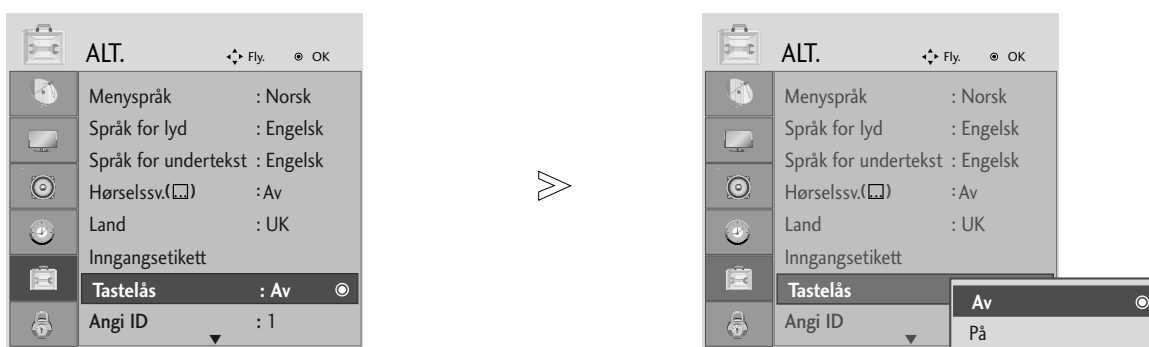 ALT. Fly. OK
Menyspråk : Norsk
Språk for lyd : Engelsk
Språk for undertekst : Engelsk
Hørselssv.( ) : Av
Land : UK
Inngangsetikett
Tastelås : Av
Angi ID : 1
ALT. Fly. OK
Menyspråk : Norsk
Språk for lyd : Engelsk
Språk for undertekst : Engelsk
Hørselssv.( ) : Av
Land : UK
Inngangsetikett
Tastelås
Angi ID
Av
På